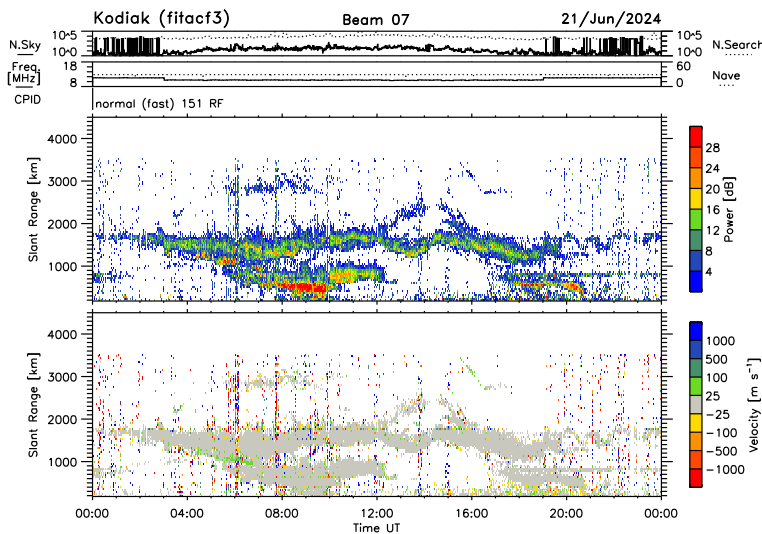 Kodiak (fitacf3) Beam 07 21/Jun/2024
N.Sky 10^5 10^0 10^5 10^0 N.Search
Freq. [MHz] 18 8 60 0 Nave
CPID normal (fast) 151 RF
Slant Range [km] 4000 3000 2000 1000
Power [dB] 28 24 20 16 12 8 4
Slant Range [km] 4000 3000 2000 1000
Velocity [m s⁻¹] 1000 500 100 25 -25 -100 -500 -1000
00:00 04:00 08:00 12:00 16:00 20:00 00:00
Time UT